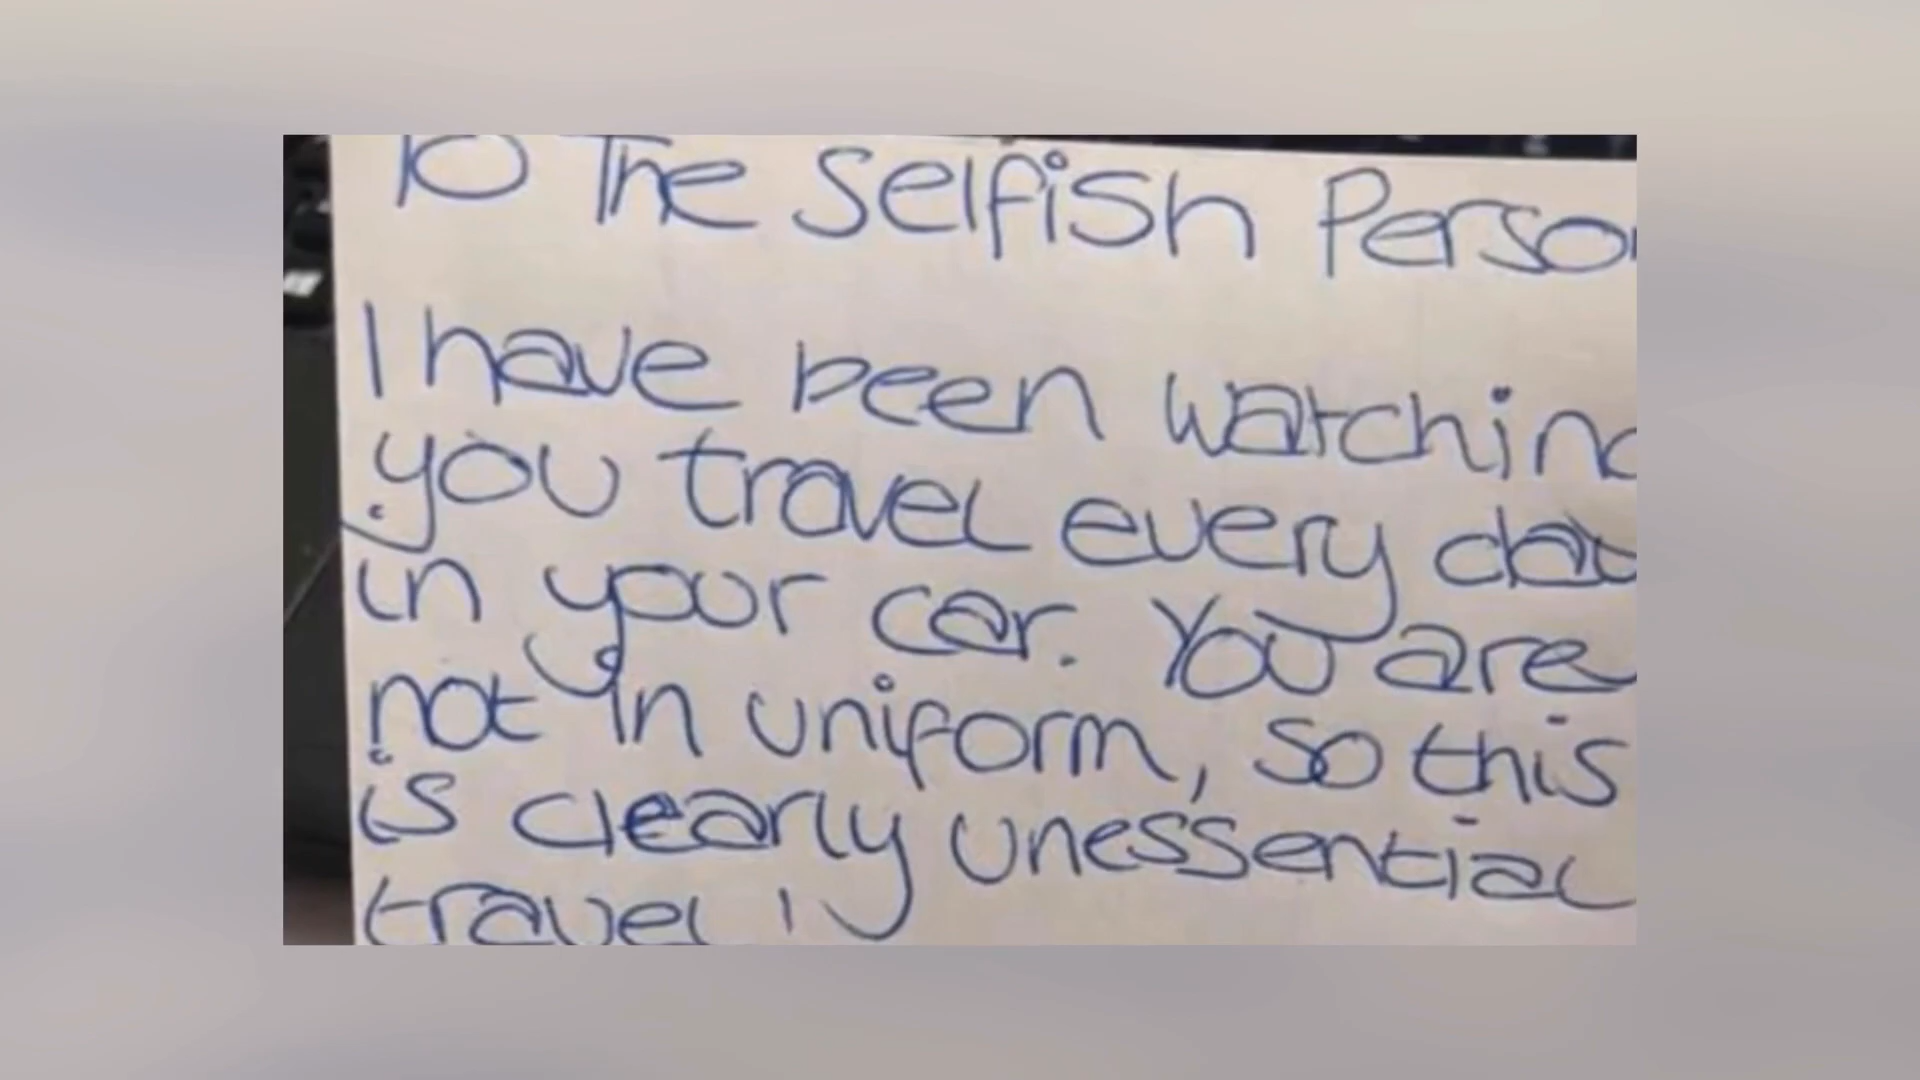 To The Selfish Perso
I have been watchin
you travel every da
in your car. You are
not in uniform, so this
is clearly unessential
travel